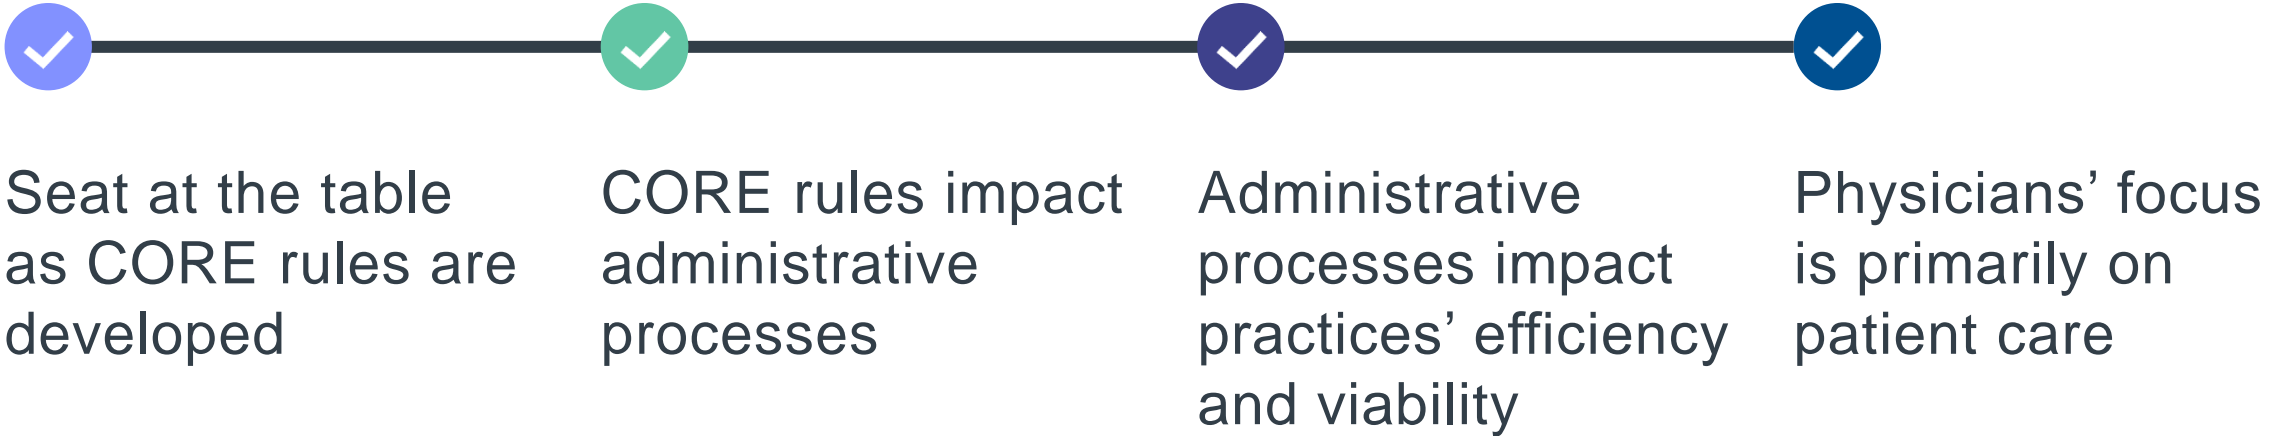 Seat at the table
as CORE rules are
developed
CORE rules impact
administrative
processes
Administrative
processes impact
practices’ efficiency
and viability
Physicians’ focus
is primarily on
patient care